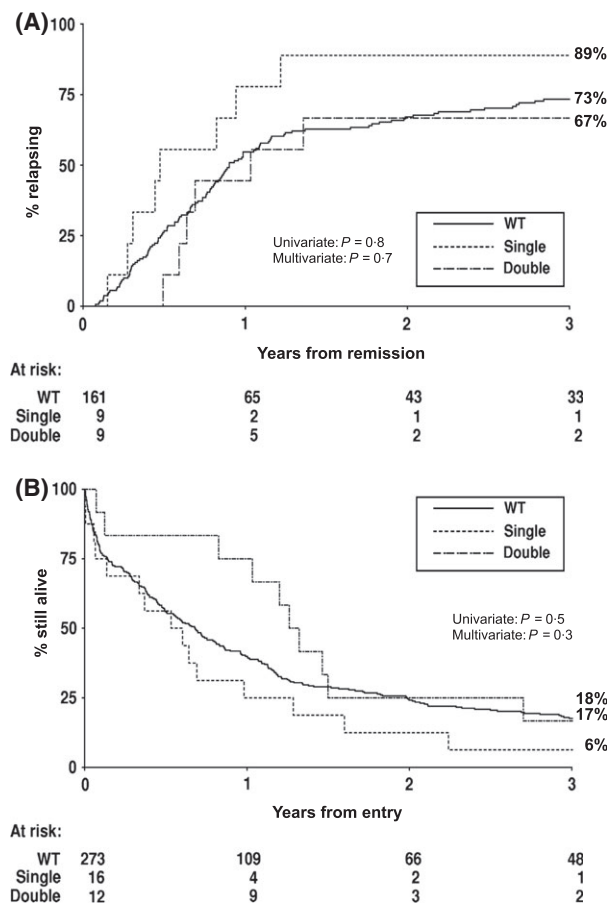 (A)
100
75
50
25
0
% relapsing
89%
73%
67%
Univariate: P = 0·8
Multivariate: P = 0·7
WT
Single
Double
0 1 2 3
Years from remission
At risk:
WT 161 65 43 33
Single 9 2 1 1
Double 9 5 2 2
(B)
100
75
50
25
0
% still alive
WT
Single
Double
Univariate: P = 0·5
Multivariate: P = 0·3
18%
17%
6%
0 1 2 3
Years from entry
At risk:
WT 273 109 66 48
Single 16 4 2 1
Double 12 9 3 2